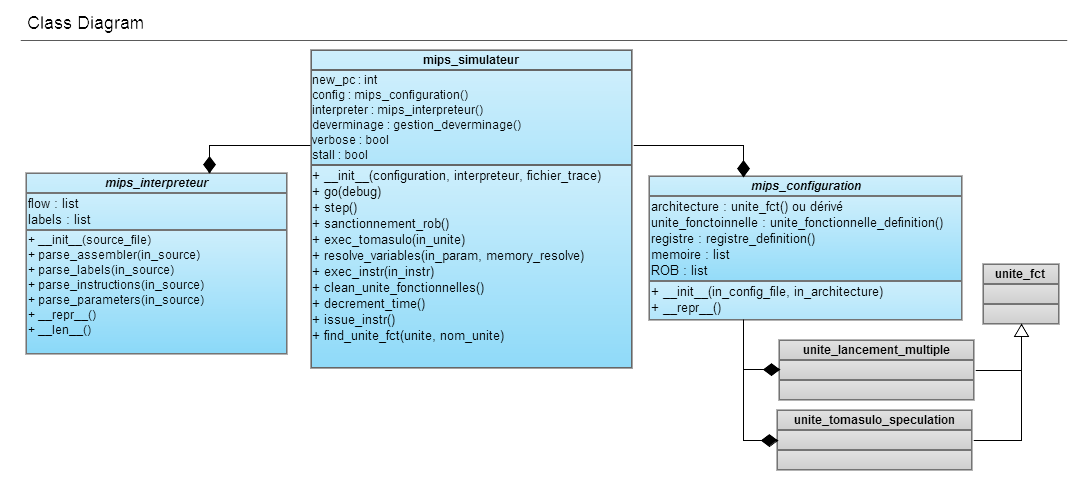 Class Diagram
mips_simulateur
new_pc : int
config : mips_configuration()
interpreter : mips_interpreteur()
deverminage : gestion_deverminage()
verbose : bool
stall : bool
+ __init__(configuration, interpreteur, fichier_trace)
+ go(debug)
+ step()
+ sanctionnement_rob()
+ exec_tomasulo(in_unite)
+ resolve_variables(in_param, memory_resolve)
+ exec_instr(in_instr)
+ clean_unite_fonctionnelles()
+ decrement_time()
+ issue_instr()
+ find_unite_fct(unite, nom_unite)
mips_interpreteur
flow : list
labels : list
+ __init__(source_file)
+ parse_assembler(in_source)
+ parse_labels(in_source)
+ parse_instructions(in_source)
+ parse_parameters(in_source)
+ __repr__()
+ __len__()
mips_configuration
architecture : unite_fct() ou dérivé
unite_fonctoinnelle : unite_fonctionnelle_definition()
registre : registre_definition()
memoire : list
ROB : list
+ __init__(in_config_file, in_architecture)
+ __repr__()
unite_fct
unite_lancement_multiple
unite_tomasulo_speculation